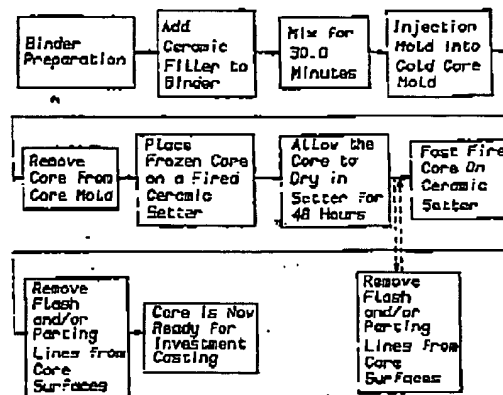 Binder
Preparation
Add
Ceramic
Filler to
Binder
Mix for
30.0
Minutes
Injection
Mold into
Cold Core
Mold
Remove
Core From
Core Mold
Place
Frozen Core
on a Fired
Ceramic
Setter
Allow the
Core to
Dry in
Setter for
48 Hours
Fast Fire
Core On
Ceramic
Setter
Remove
Flash
and/or
Parting
Lines from
Core
Surfaces
Core is Now
Ready for
Investment
Casting
Remove
Flash
and/or
Parting
Lines from
Core
Surfaces